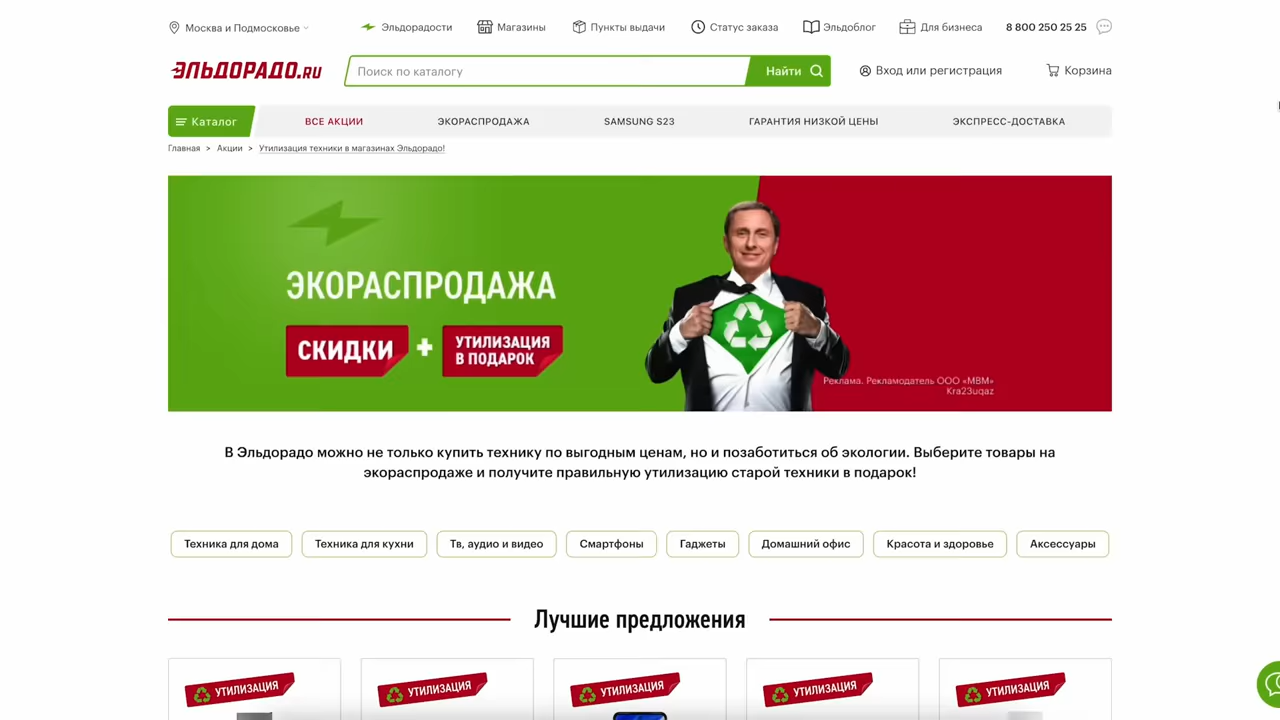 Москва и Подмосковье
Эльдорадости
Магазины
Пункты выдачи
Статус заказа
Эльдоблог
Для бизнеса
8 800 250 25 25
ЭЛЬДОРАДО.RU
Поиск по каталогу
Найти
Вход или регистрация
Корзина
Каталог
ВСЕ АКЦИИ
ЭКОРАСПРОДАЖА
SAMSUNG S23
ГАРАНТИЯ НИЗКОЙ ЦЕНЫ
ЭКСПРЕСС-ДОСТАВКА
Главная > Акции > Утилизация техники в магазинах Эльдорадо!
ЭКОРАСПРОДАЖА
СКИДКИ + УТИЛИЗАЦИЯ
В ПОДАРОК
Реклама. Рекламодатель ООО «МВМ»
Kra23uqaz
В Эльдорадо можно не только купить технику по выгодным ценам, но и позаботиться об экологии. Выберите товары на
экораспродаже и получите правильную утилизацию старой техники в подарок!
Техника для дома
Техника для кухни
Тв, аудио и видео
Смартфоны
Гаджеты
Домашний офис
Красота и здоровье
Аксессуары
Лучшие предложения
УТИЛИЗАЦИЯ
УТИЛИЗАЦИЯ
УТИЛИЗАЦИЯ
УТИЛИЗАЦИЯ
УТИЛИЗАЦИЯ